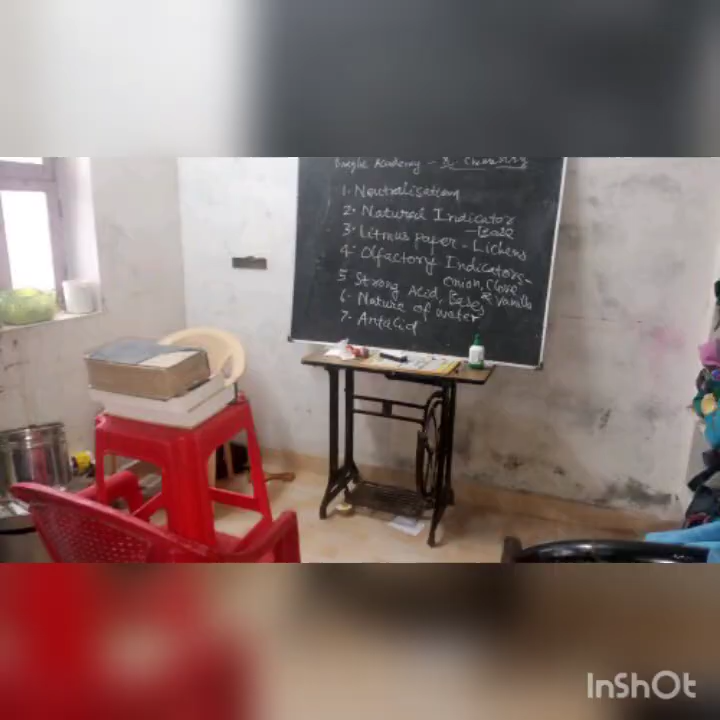 Academy - X Chemistry
1. Neutralisation
2. Natural Indicator
- Base
3. Litmus Paper - Lichens
4. Olfactory Indicators -
Onion, Clove
& Vanilla
5 Strong Acid, Bases
6. Nature of water
7. Antacid
InShOt